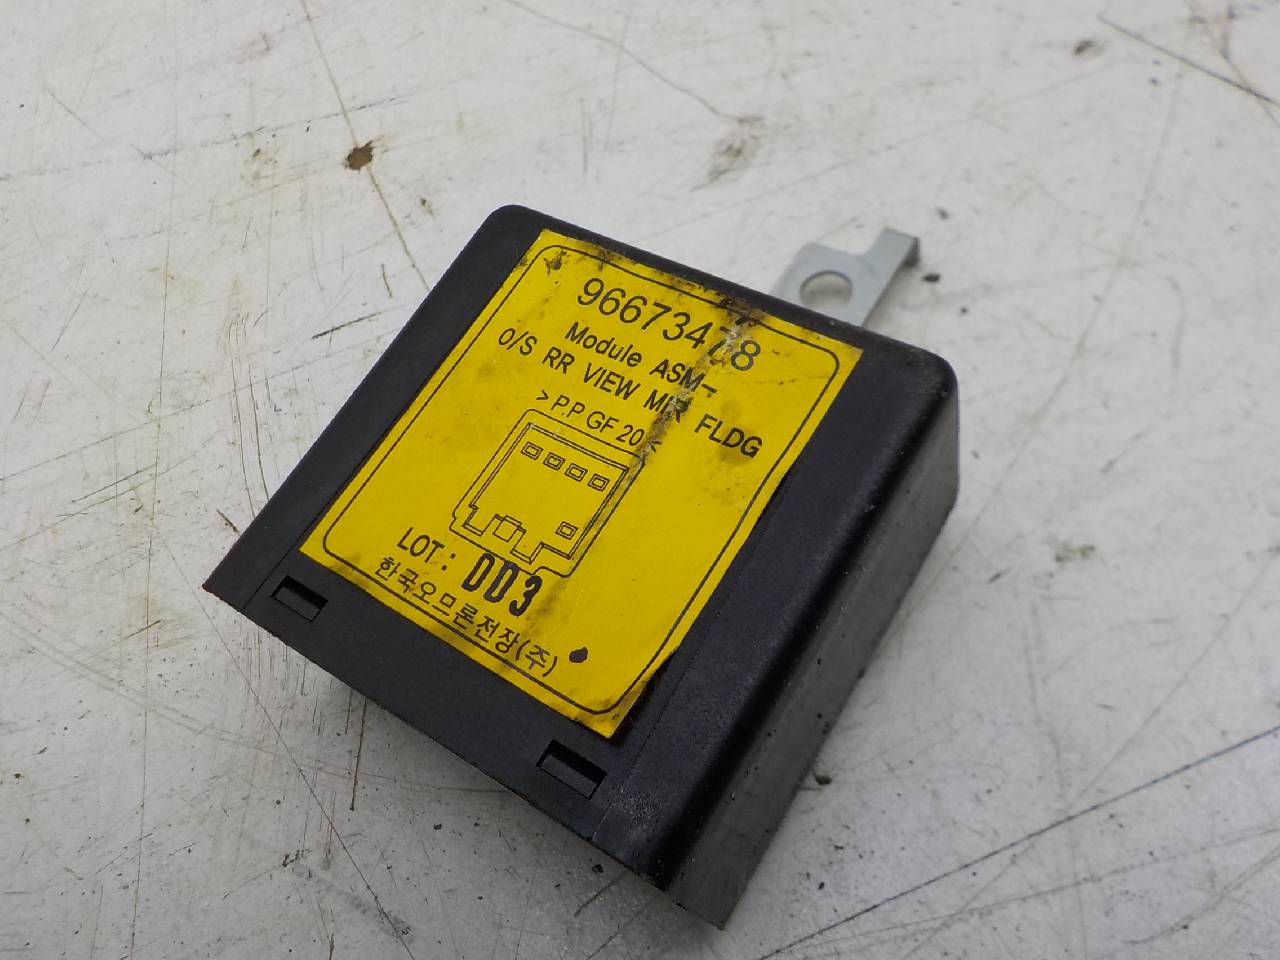 96673478
Module ASM-
O/S RR VIEW MIR FLDG
>P.P GF 20<
LOT: DD3
한국오므론전장(주)